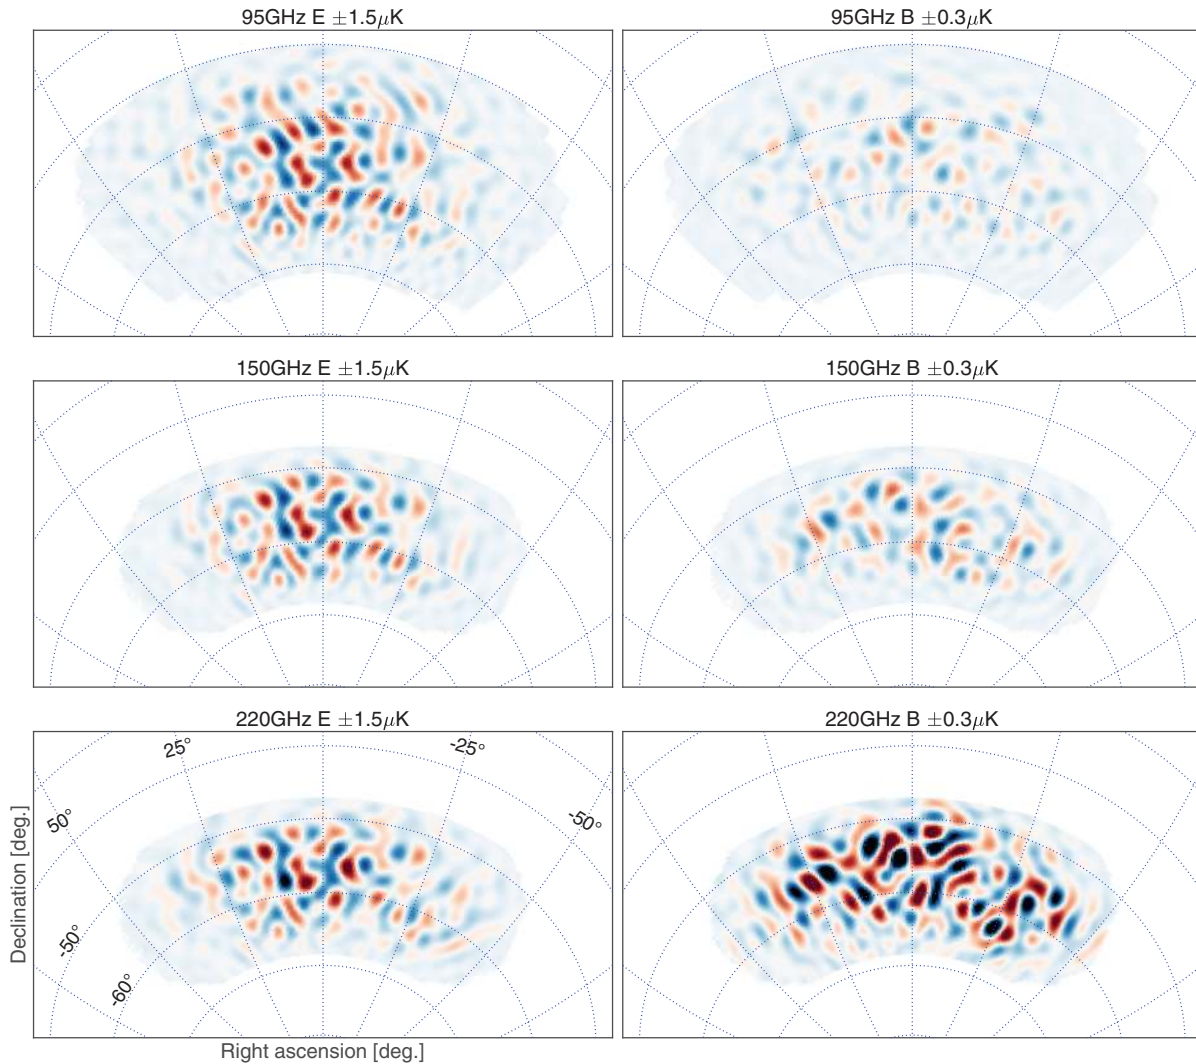 95GHz E ±1.5μK
95GHz B ±0.3μK
150GHz E ±1.5μK
150GHz B ±0.3μK
220GHz E ±1.5μK
220GHz B ±0.3μK
25°
-25°
50°
-50°
-50°
-60°
Declination [deg.]
Right ascension [deg.]